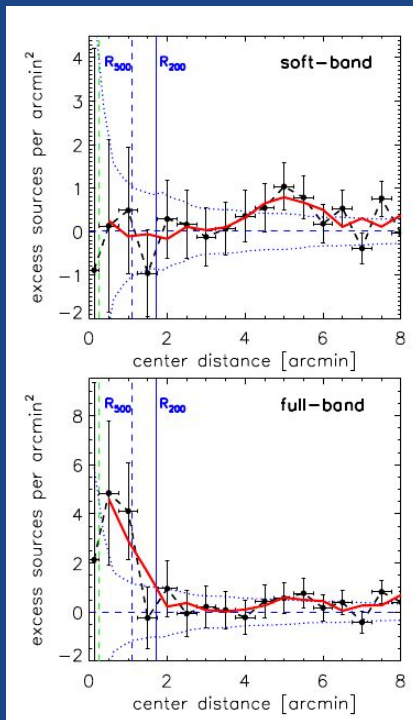 R500 R200 soft-band
excess sources per arcmin²
4
3
2
1
0
-1
-2
0 2 4 6 8
center distance [arcmin]
R500 R200 full-band
excess sources per arcmin²
8
6
4
2
0
-2
0 2 4 6 8
center distance [arcmin]